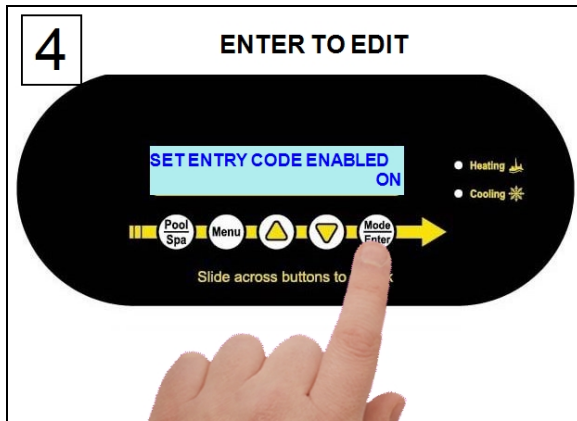 4
ENTER TO EDIT
SET ENTRY CODE ENABLED
ON
Heating
Cooling
Pool
Spa
Menu
Mode
Enter
Slide across buttons to